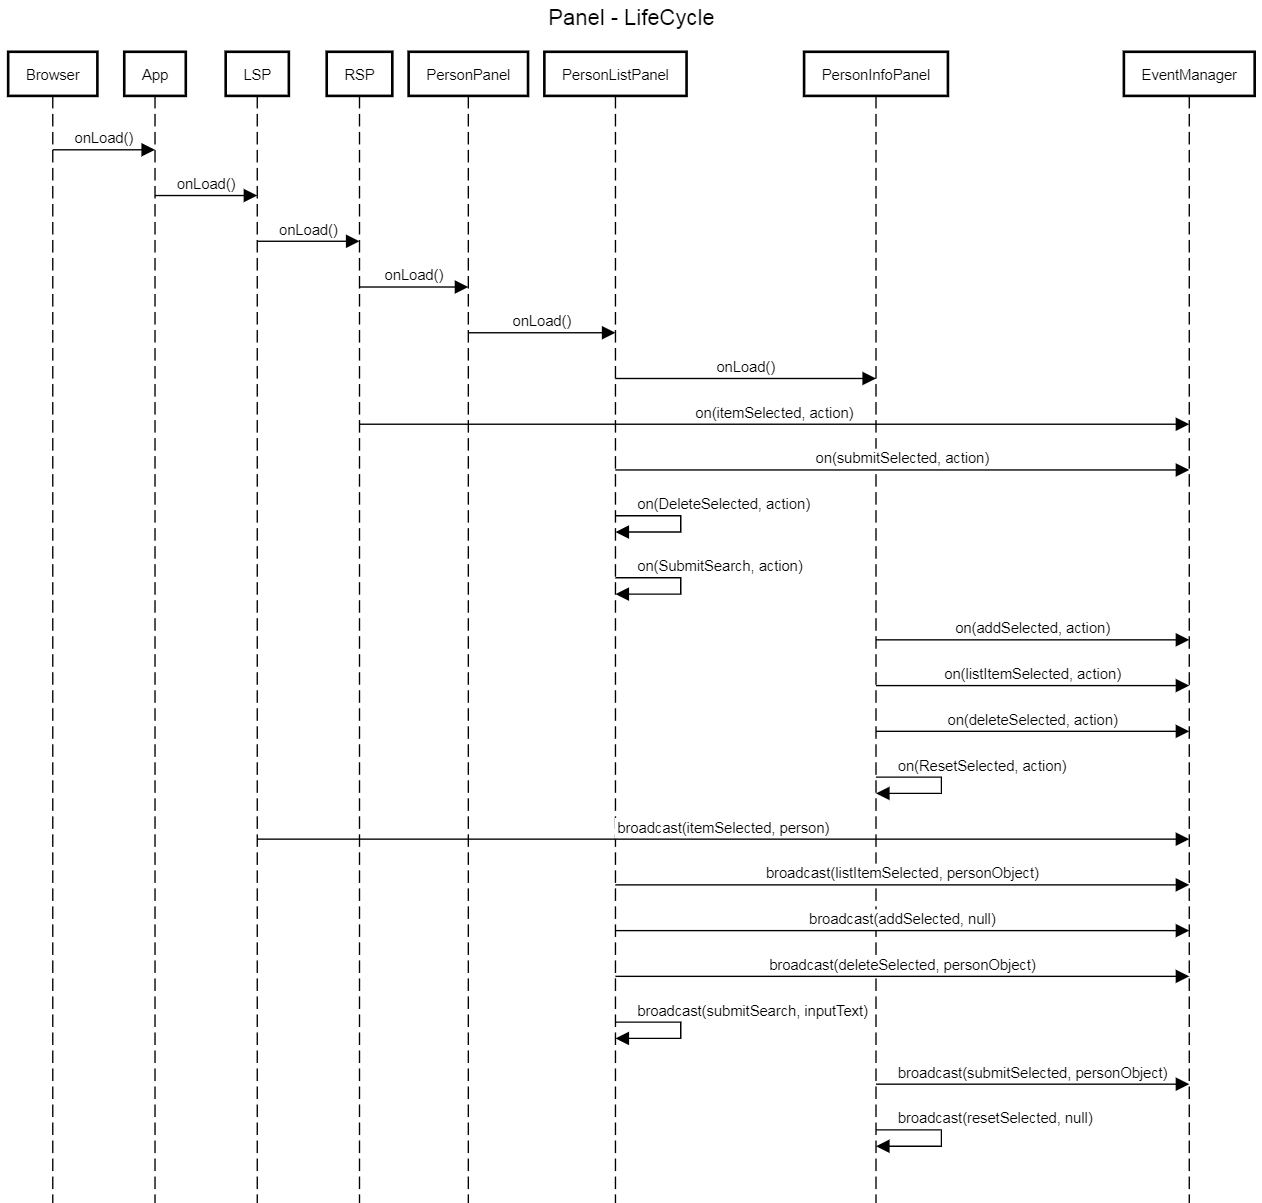 Panel - LifeCycle
Browser
App
LSP
RSP
PersonPanel
PersonListPanel
PersonInfoPanel
EventManager
onLoad()
onLoad()
onLoad()
onLoad()
onLoad()
onLoad()
on(itemSelected, action)
on(submitSelected, action)
on(DeleteSelected, action)
on(SubmitSearch, action)
on(addSelected, action)
on(listItemSelected, action)
on(deleteSelected, action)
on(ResetSelected, action)
broadcast(itemSelected, person)
broadcast(listItemSelected, personObject)
broadcast(addSelected, null)
broadcast(deleteSelected, personObject)
broadcast(submitSearch, inputText)
broadcast(submitSelected, personObject)
broadcast(resetSelected, null)